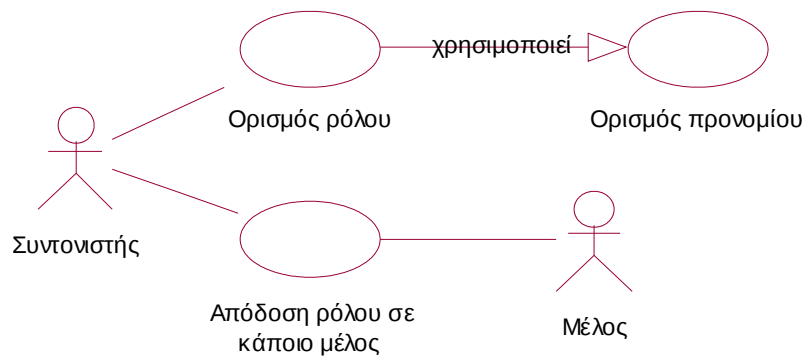 χρησιμοποιεί
Ορισμός ρόλου
Ορισμός προνομίου
Συντονιστής
Απόδοση ρόλου σε
κάποιο μέλος
Μέλος